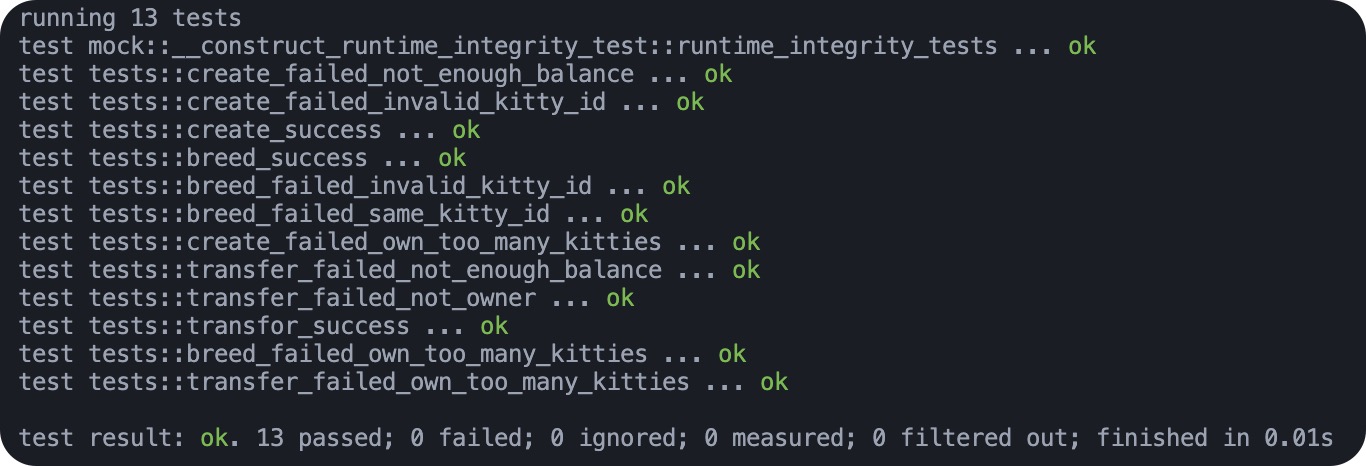 running 13 tests
test mock::__construct_runtime_integrity_test::runtime_integrity_tests ... ok
test tests::create_failed_not_enough_balance ... ok
test tests::create_failed_invalid_kitty_id ... ok
test tests::create_success ... ok
test tests::breed_success ... ok
test tests::breed_failed_invalid_kitty_id ... ok
test tests::breed_failed_same_kitty_id ... ok
test tests::create_failed_own_too_many_kitties ... ok
test tests::transfer_failed_not_enough_balance ... ok
test tests::transfer_failed_not_owner ... ok
test tests::transfor_success ... ok
test tests::breed_failed_own_too_many_kitties ... ok
test tests::transfer_failed_own_too_many_kitties ... ok
test result: ok. 13 passed; 0 failed; 0 ignored; 0 measured; 0 filtered out; finished in 0.01s